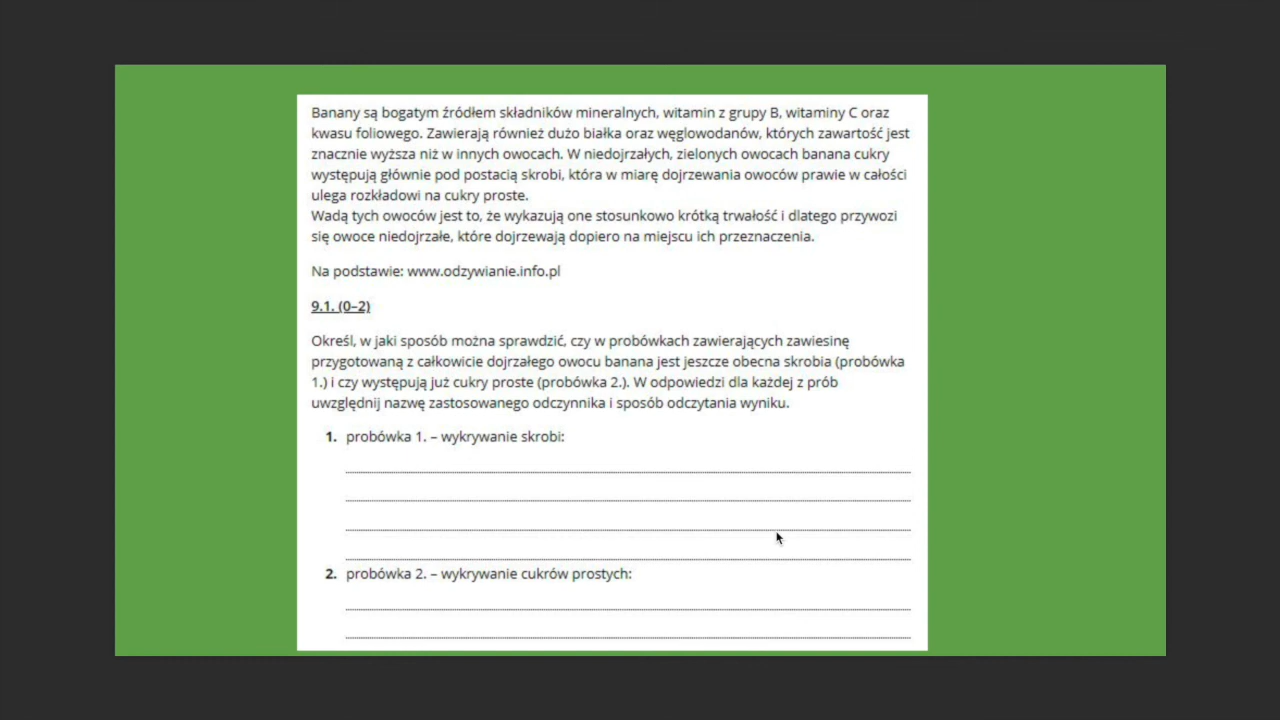 Banany są bogatym źródłem składników mineralnych, witamin z grupy B, witaminy C oraz
kwasu foliowego. Zawierają również dużo białka oraz węglowodanów, których zawartość jest
znacznie wyższa niż w innych owocach. W niedojrzałych, zielonych owocach banana cukry
występują głównie pod postacią skrobi, która w miarę dojrzewania owoców prawie w całości
ulega rozkładowi na cukry proste.
Wadą tych owoców jest to, że wykazują one stosunkowo krótką trwałość i dlatego przywozi
się owoce niedojrzałe, które dojrzewają dopiero na miejscu ich przeznaczenia.
Na podstawie: www.odzywianie.info.pl
9.1. (0–2)
Określ, w jaki sposób można sprawdzić, czy w probówkach zawierających zawiesinę
przygotowaną z całkowicie dojrzałego owocu banana jest jeszcze obecna skrobia (probówka
1.) i czy występują już cukry proste (probówka 2.). W odpowiedzi dla każdej z prób
uwzględnij nazwę zastosowanego odczynnika i sposób odczytania wyniku.
1. probówka 1. – wykrywanie skrobi:
2. probówka 2. – wykrywanie cukrów prostych: